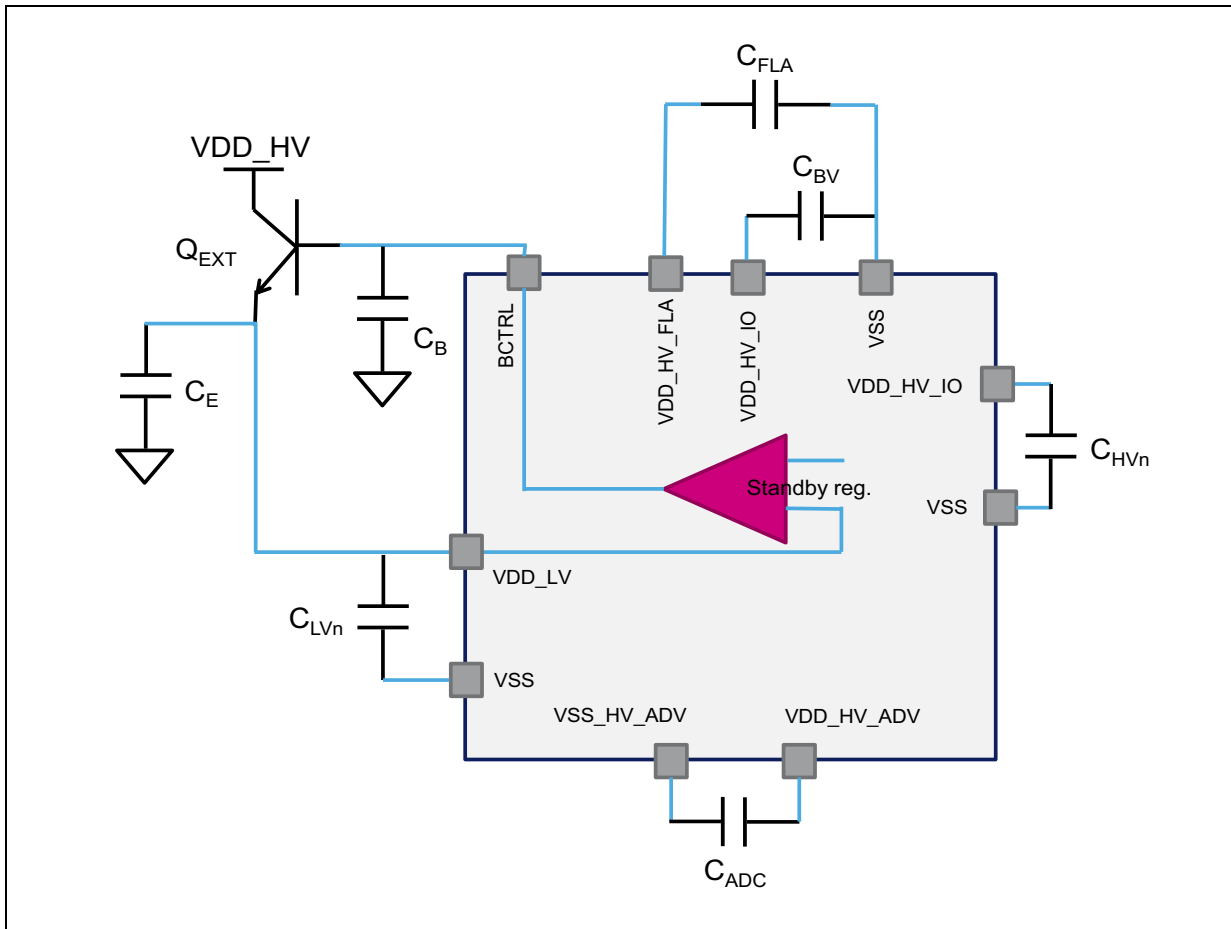 CFLA
VDD_HV
CBV
QEXT
CB
CE
BCTRL
VDD_HV_FLA
VDD_HV_IO
VSS
VDD_HV_IO
CHVn
VSS
Standby reg.
VDD_LV
CLVn
VSS
VSS_HV_ADV
VDD_HV_ADV
CADC